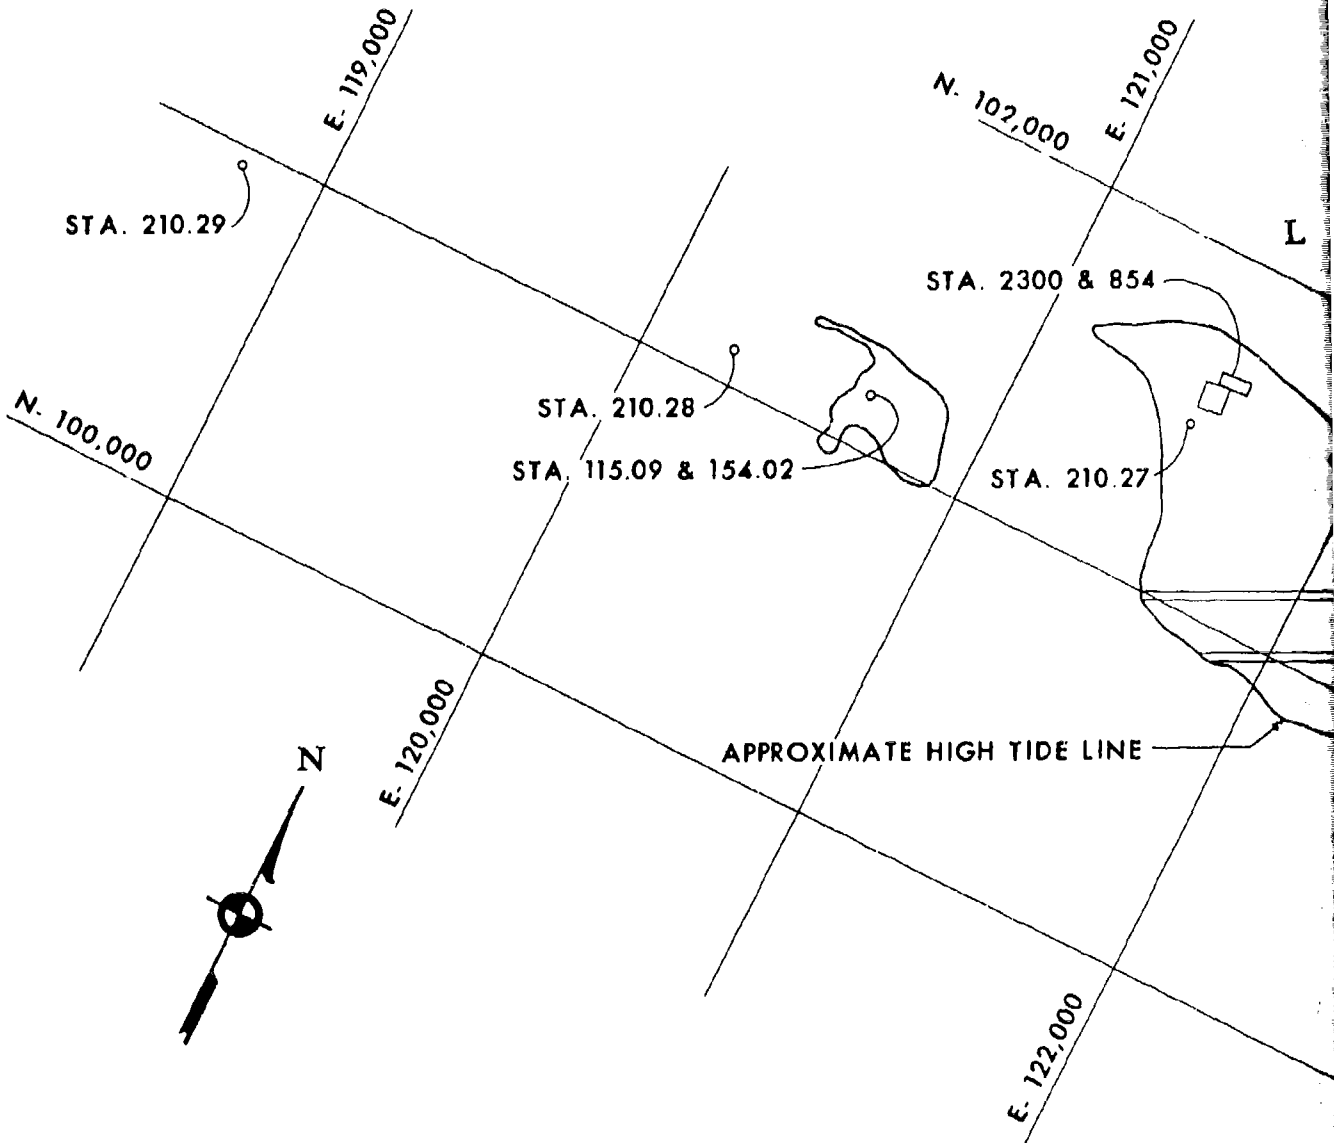 E- 119,000
E- 121,000
N- 102,000
STA. 210.29
L
STA. 2300 & 854
N- 100,000
STA. 210.28
STA. 115.09 & 154.02
STA. 210.27
E- 120,000
APPROXIMATE HIGH TIDE LINE
N
E- 122,000